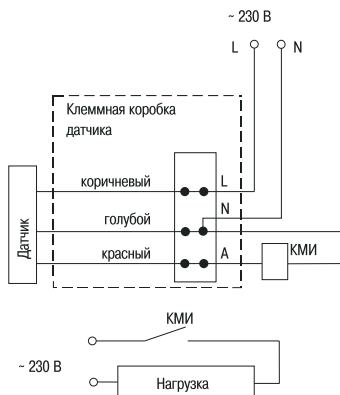 ~ 230 В
L N
Клеммная коробка
датчика
коричневый L
голубой N
красный A
Датчик
КМИ
КМИ
~ 230 В
Нагрузка